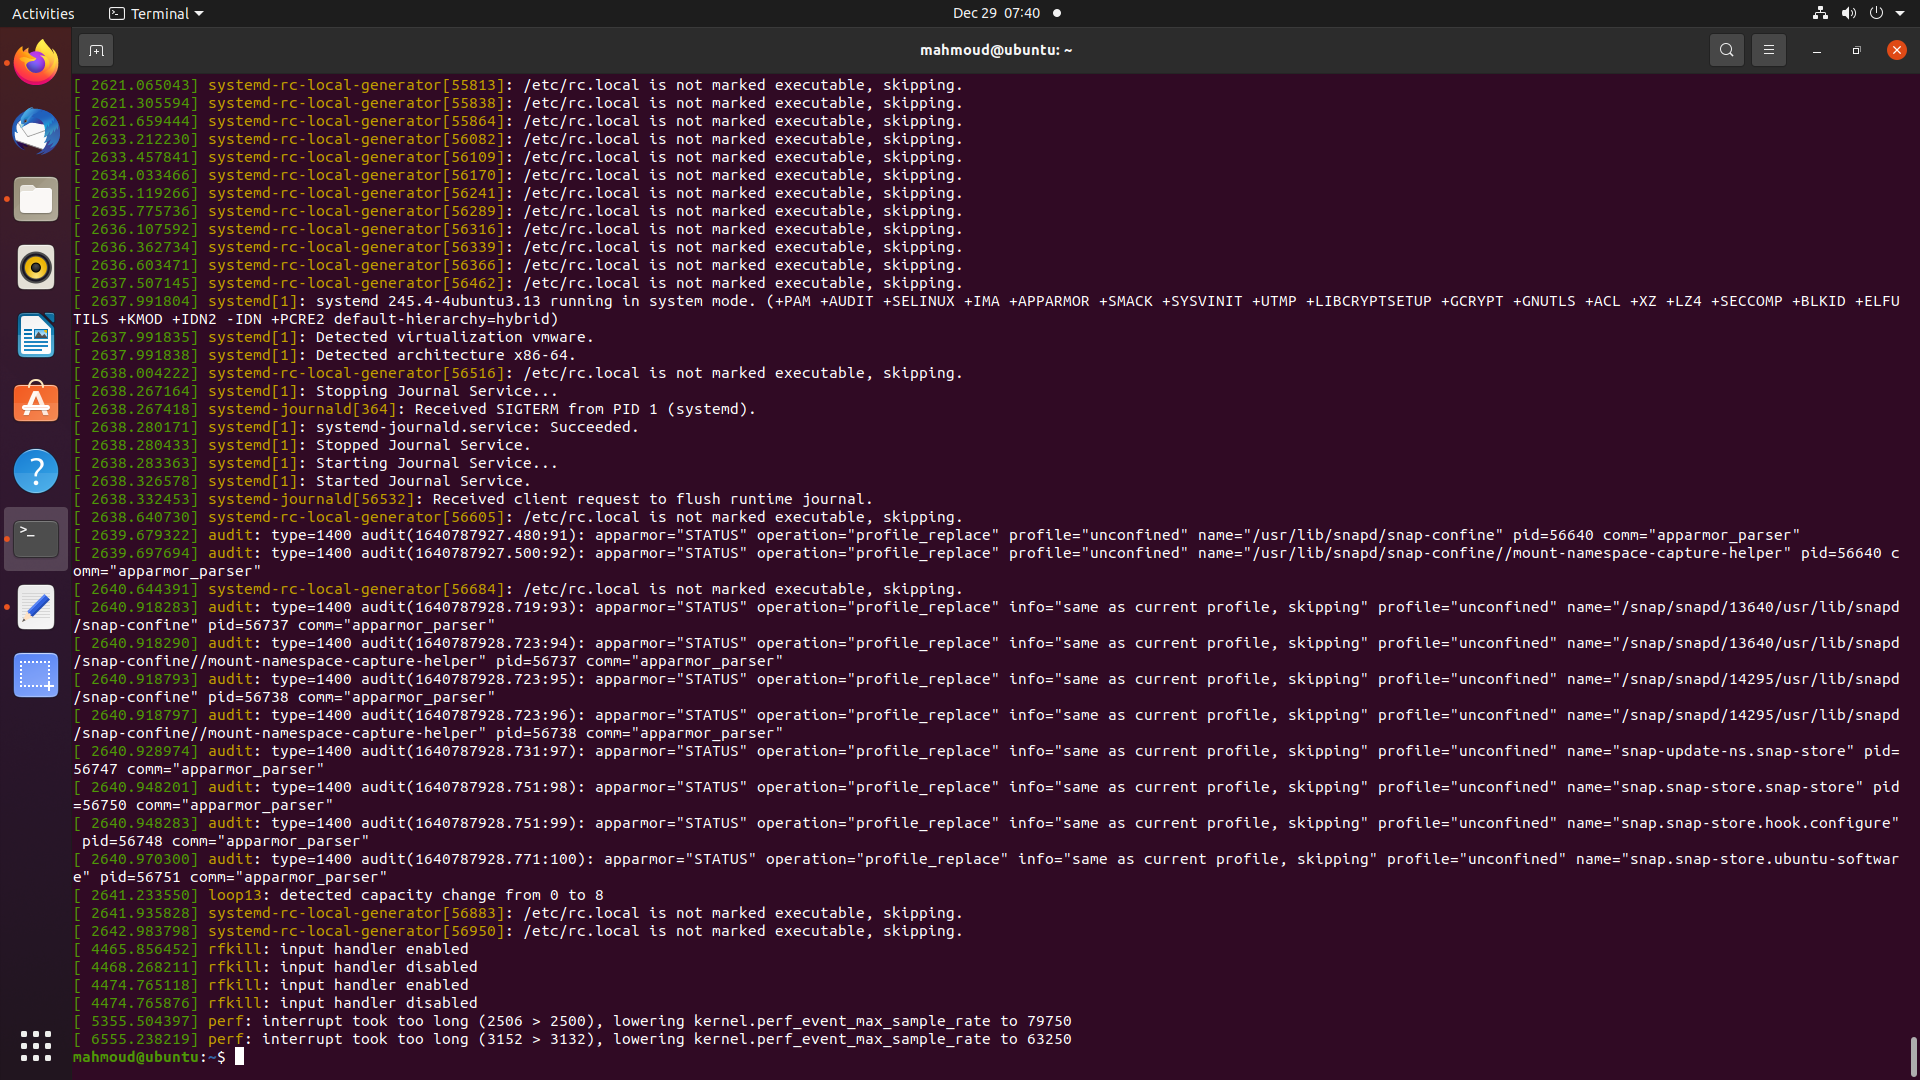 Activities
Terminal
Dec 29 07:40
mahmoud@ubuntu: ~
[ 2621.065043] systemd-rc-local-generator[55813]: /etc/rc.local is not marked executable, skipping.
[ 2621.305594] systemd-rc-local-generator[55838]: /etc/rc.local is not marked executable, skipping.
[ 2621.659444] systemd-rc-local-generator[55864]: /etc/rc.local is not marked executable, skipping.
[ 2633.212230] systemd-rc-local-generator[56082]: /etc/rc.local is not marked executable, skipping.
[ 2633.457841] systemd-rc-local-generator[56109]: /etc/rc.local is not marked executable, skipping.
[ 2634.033466] systemd-rc-local-generator[56170]: /etc/rc.local is not marked executable, skipping.
[ 2635.119266] systemd-rc-local-generator[56241]: /etc/rc.local is not marked executable, skipping.
[ 2635.775736] systemd-rc-local-generator[56289]: /etc/rc.local is not marked executable, skipping.
[ 2636.107592] systemd-rc-local-generator[56316]: /etc/rc.local is not marked executable, skipping.
[ 2636.362734] systemd-rc-local-generator[56339]: /etc/rc.local is not marked executable, skipping.
[ 2636.603471] systemd-rc-local-generator[56366]: /etc/rc.local is not marked executable, skipping.
[ 2637.507145] systemd-rc-local-generator[56462]: /etc/rc.local is not marked executable, skipping.
[ 2637.991804] systemd[1]: systemd 245.4-4ubuntu3.13 running in system mode. (+PAM +AUDIT +SELINUX +IMA +APPARMOR +SMACK +SYSVINIT +UTMP +LIBCRYPTSETUP +GCRYPT +GNUTLS +ACL +XZ +LZ4 +SECCOMP +BLKID +ELFU
TILS +KMOD +IDN2 -IDN +PCRE2 default-hierarchy=hybrid)
[ 2637.991835] systemd[1]: Detected virtualization vmware.
[ 2637.991838] systemd[1]: Detected architecture x86-64.
[ 2638.004222] systemd-rc-local-generator[56516]: /etc/rc.local is not marked executable, skipping.
[ 2638.267164] systemd[1]: Stopping Journal Service...
[ 2638.267418] systemd-journald[364]: Received SIGTERM from PID 1 (systemd).
[ 2638.280171] systemd[1]: systemd-journald.service: Succeeded.
[ 2638.280433] systemd[1]: Stopped Journal Service.
[ 2638.283363] systemd[1]: Starting Journal Service...
[ 2638.326578] systemd[1]: Started Journal Service.
[ 2638.332453] systemd-journald[56532]: Received client request to flush runtime journal.
[ 2638.640730] systemd-rc-local-generator[56605]: /etc/rc.local is not marked executable, skipping.
[ 2639.679322] audit: type=1400 audit(1640787927.480:91): apparmor="STATUS" operation="profile_replace" profile="unconfined" name="/usr/lib/snapd/snap-confine" pid=56640 comm="apparmor_parser"
[ 2639.697694] audit: type=1400 audit(1640787927.500:92): apparmor="STATUS" operation="profile_replace" profile="unconfined" name="/usr/lib/snapd/snap-confine//mount-namespace-capture-helper" pid=56640 c
omm="apparmor_parser"
[ 2640.644391] systemd-rc-local-generator[56684]: /etc/rc.local is not marked executable, skipping.
[ 2640.918283] audit: type=1400 audit(1640787928.719:93): apparmor="STATUS" operation="profile_replace" info="same as current profile, skipping" profile="unconfined" name="/snap/snapd/13640/usr/lib/snapd
/snap-confine" pid=56737 comm="apparmor_parser"
[ 2640.918290] audit: type=1400 audit(1640787928.723:94): apparmor="STATUS" operation="profile_replace" info="same as current profile, skipping" profile="unconfined" name="/snap/snapd/13640/usr/lib/snapd
/snap-confine//mount-namespace-capture-helper" pid=56737 comm="apparmor_parser"
[ 2640.918793] audit: type=1400 audit(1640787928.723:95): apparmor="STATUS" operation="profile_replace" info="same as current profile, skipping" profile="unconfined" name="/snap/snapd/14295/usr/lib/snapd
/snap-confine" pid=56738 comm="apparmor_parser"
[ 2640.918797] audit: type=1400 audit(1640787928.723:96): apparmor="STATUS" operation="profile_replace" info="same as current profile, skipping" profile="unconfined" name="/snap/snapd/14295/usr/lib/snapd
/snap-confine//mount-namespace-capture-helper" pid=56738 comm="apparmor_parser"
[ 2640.928974] audit: type=1400 audit(1640787928.731:97): apparmor="STATUS" operation="profile_replace" info="same as current profile, skipping" profile="unconfined" name="snap-update-ns.snap-store" pid=
56747 comm="apparmor_parser"
[ 2640.948201] audit: type=1400 audit(1640787928.751:98): apparmor="STATUS" operation="profile_replace" info="same as current profile, skipping" profile="unconfined" name="snap.snap-store.snap-store" pid
=56750 comm="apparmor_parser"
[ 2640.948283] audit: type=1400 audit(1640787928.751:99): apparmor="STATUS" operation="profile_replace" info="same as current profile, skipping" profile="unconfined" name="snap.snap-store.hook.configure"
 pid=56748 comm="apparmor_parser"
[ 2640.970300] audit: type=1400 audit(1640787928.771:100): apparmor="STATUS" operation="profile_replace" info="same as current profile, skipping" profile="unconfined" name="snap.snap-store.ubuntu-softwar
e" pid=56751 comm="apparmor_parser"
[ 2641.233550] loop13: detected capacity change from 0 to 8
[ 2641.935828] systemd-rc-local-generator[56883]: /etc/rc.local is not marked executable, skipping.
[ 2642.983798] systemd-rc-local-generator[56950]: /etc/rc.local is not marked executable, skipping.
[ 4465.856452] rfkill: input handler enabled
[ 4468.268211] rfkill: input handler disabled
[ 4474.765118] rfkill: input handler enabled
[ 4474.765876] rfkill: input handler disabled
[ 5355.504397] perf: interrupt took too long (2506 > 2500), lowering kernel.perf_event_max_sample_rate to 79750
[ 6555.238219] perf: interrupt took too long (3152 > 3132), lowering kernel.perf_event_max_sample_rate to 63250
mahmoud@ubuntu:~$